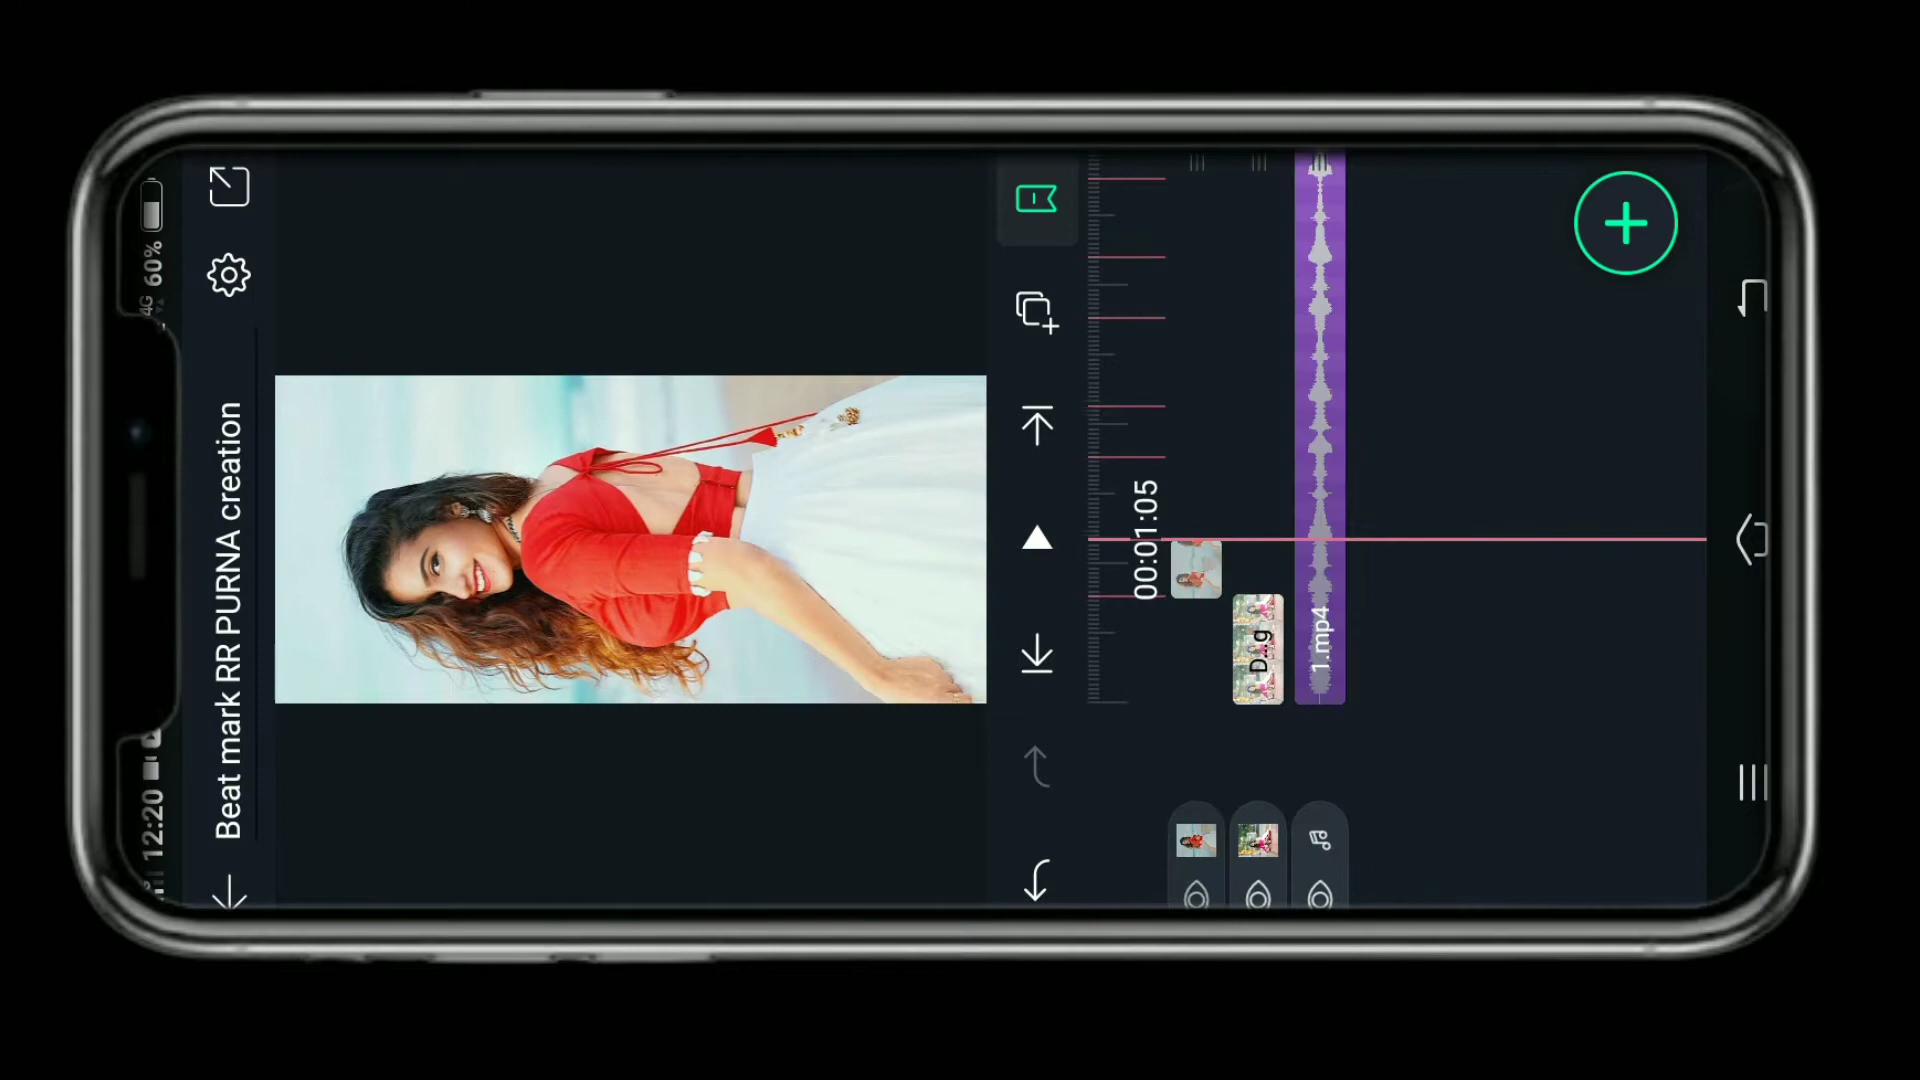 12:20
4G 60%
Beat mark RR PURNA creation
00:01:05
D...g
1.mp4